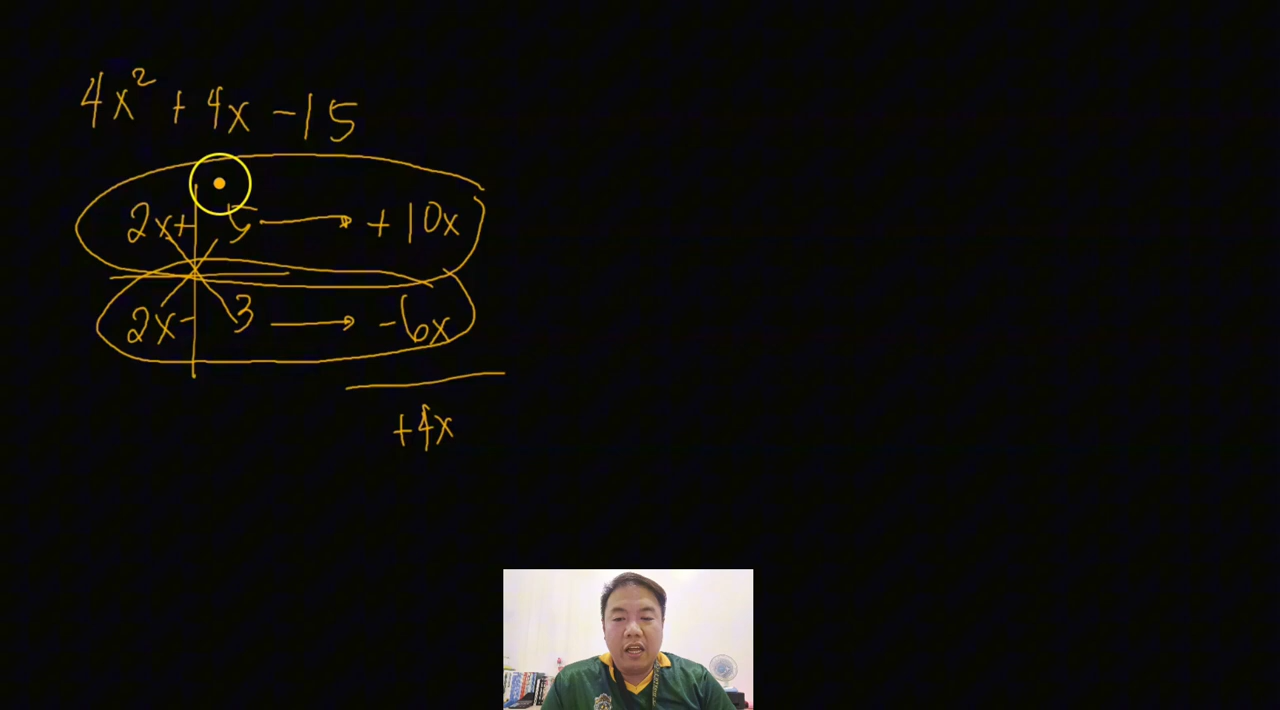 4x² + 4x - 15
2x + 5 → + 10x
2x - 3 → - 6x
+4x